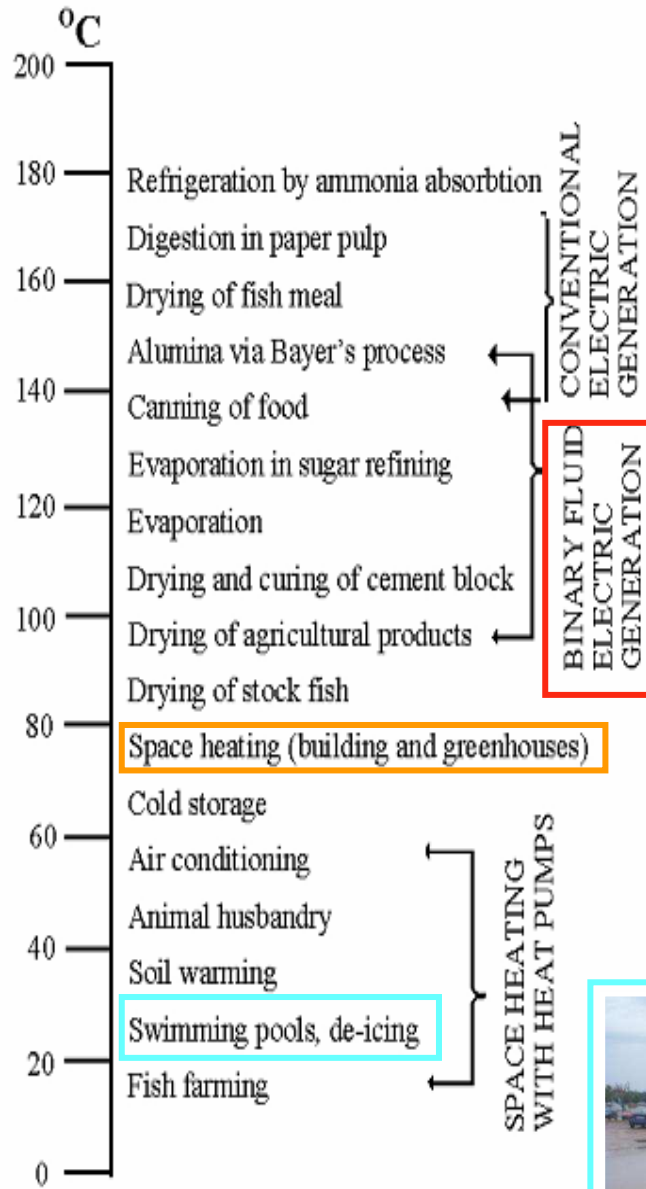 °C
200
180
Refrigeration by ammonia absorbtion
Digestion in paper pulp
160
Drying of fish meal
Alumina via Bayer's process
140
Canning of food
Evaporation in sugar refining
120
Evaporation
Drying and curing of cement block
100
Drying of agricultural products
Drying of stock fish
80
Space heating (building and greenhouses)
Cold storage
60
Air conditioning
Animal husbandry
40
Soil warming
Swimming pools, de-icing
20
Fish farming
0
CONVENTIONAL
ELECTRIC
GENERATION
BINARY FLUID
ELECTRIC
GENERATION
SPACE HEATING
WITH HEAT PUMPS